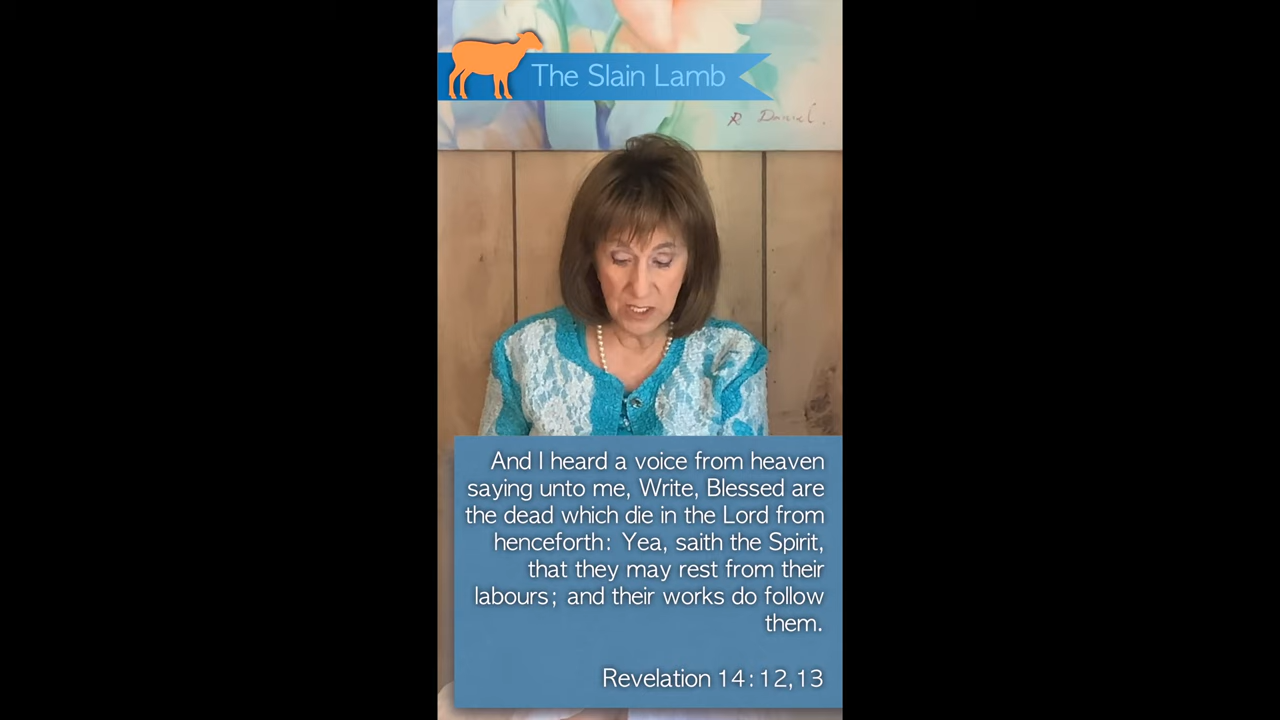 The Slain Lamb
R Daniel.
And I heard a voice from heaven
saying unto me, Write, Blessed are
the dead which die in the Lord from
henceforth: Yea, saith the Spirit,
that they may rest from their
labours; and their works do follow
them.
Revelation 14:12,13